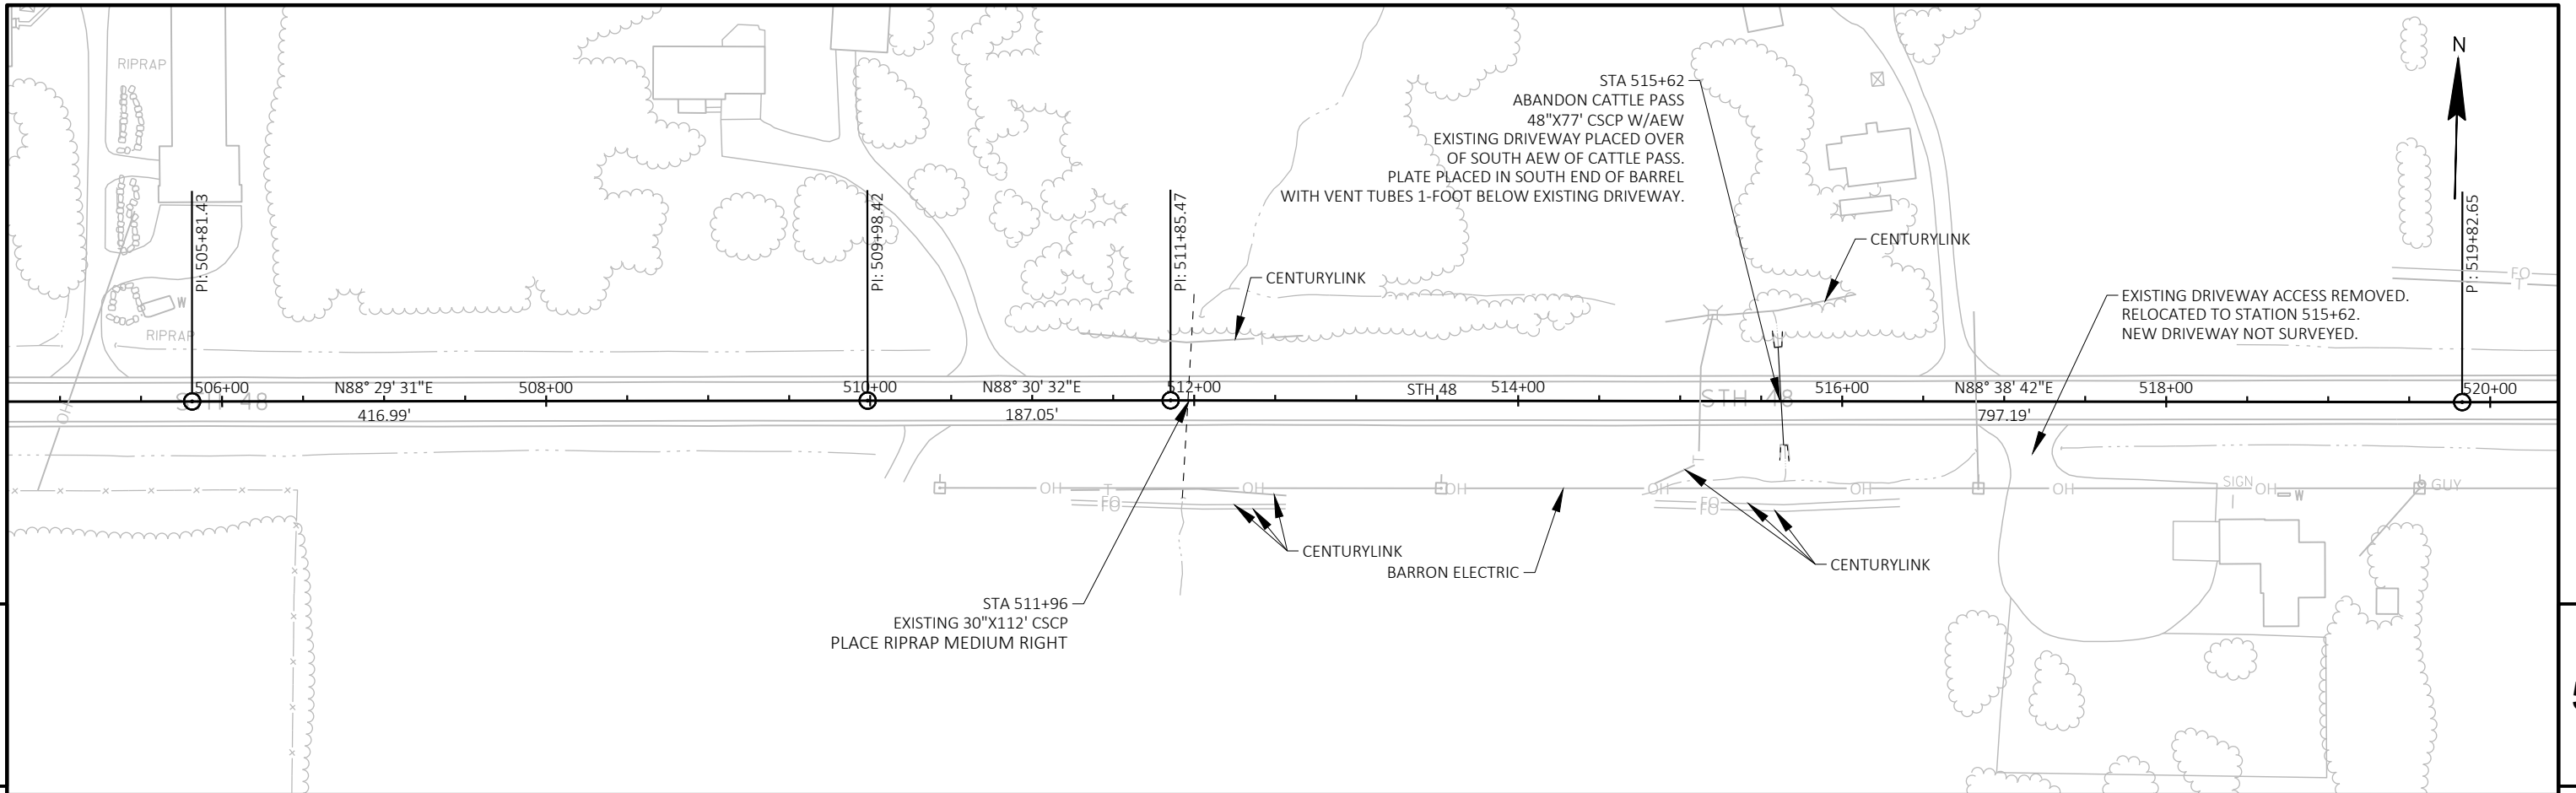 RIPRAP
N
STA 515+62
ABANDON CATTLE PASS
48"X77' CSCP W/AEW
EXISTING DRIVEWAY PLACED OVER
OF SOUTH AEW OF CATTLE PASS.
PLATE PLACED IN SOUTH END OF BARREL
WITH VENT TUBES 1-FOOT BELOW EXISTING DRIVEWAY.
PI: 505+81.43
PI: 509+98.42
PI: 511+85.47
PI: 519+82.65
CENTURYLINK
CENTURYLINK
FO
T
W
RIPRAP
EXISTING DRIVEWAY ACCESS REMOVED.
RELOCATED TO STATION 515+62.
NEW DRIVEWAY NOT SURVEYED.
506+00
N88° 29' 31"E
508+00
510+00
N88° 30' 32"E
512+00
STH 48
514+00
516+00
N88° 38' 42"E
518+00
520+00
STH 48
STH 48
OH
416.99'
187.05'
797.19'
T
OH
T
OH
OH
OH
OH
OH
SIGN
OH
W
GUY
FO
FO
FO
FO
CENTURYLINK
BARRON ELECTRIC
CENTURYLINK
STA 511+96
EXISTING 30"X112' CSCP
PLACE RIPRAP MEDIUM RIGHT